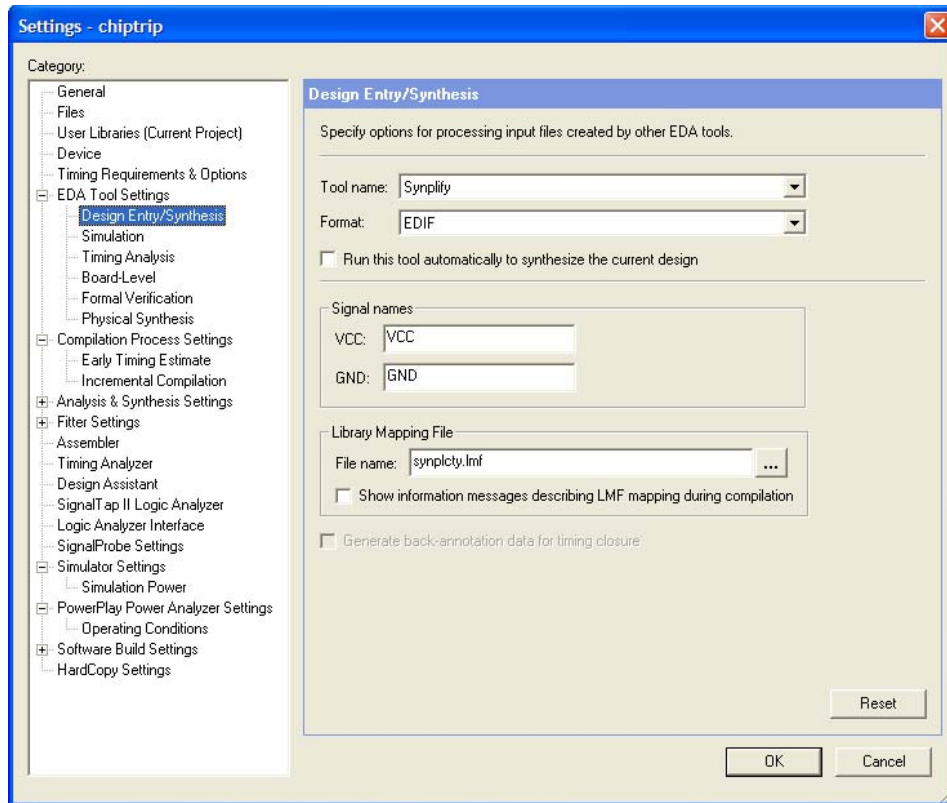 Settings - chiptrip
Category:
General
Files
User Libraries (Current Project)
Device
Timing Requirements & Options
EDA Tool Settings
Design Entry/Synthesis
Simulation
Timing Analysis
Board-Level
Formal Verification
Physical Synthesis
Compilation Process Settings
Early Timing Estimate
Incremental Compilation
Analysis & Synthesis Settings
Fitter Settings
Assembler
Timing Analyzer
Design Assistant
SignalTap II Logic Analyzer
Logic Analyzer Interface
SignalProbe Settings
Simulator Settings
Simulation Power
PowerPlay Power Analyzer Settings
Operating Conditions
Software Build Settings
HardCopy Settings
Design Entry/Synthesis
Specify options for processing input files created by other EDA tools.
Tool name: Synplify
Format: EDIF
Run this tool automatically to synthesize the current design
Signal names
VCC: VCC
GND: GND
Library Mapping File
File name: synplcty.lmf ...
Show information messages describing LMF mapping during compilation
Generate back-annotation data for timing closure
Reset
OK Cancel